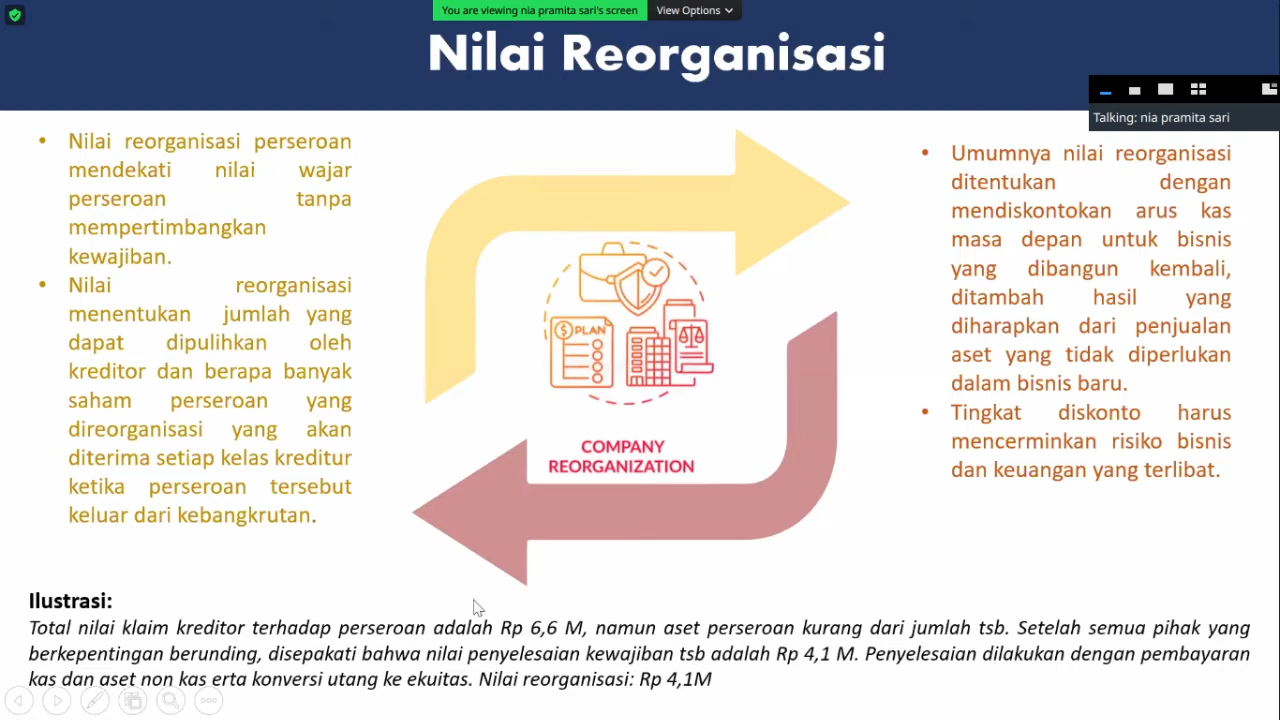 You are viewing nia pramita sari's screen
View Options
Nilai Reorganisasi
Talking: nia pramita sari
• Nilai reorganisasi perseroan
mendekati nilai wajar
perseroan tanpa
mempertimbangkan
kewajiban.
• Nilai reorganisasi
menentukan jumlah yang
dapat dipulihkan oleh
kreditor dan berapa banyak
saham perseroan yang
direorganisasi yang akan
diterima setiap kelas kreditur
ketika perseroan tersebut
keluar dari kebangkrutan.
$ PLAN
COMPANY
REORGANIZATION
• Umumnya nilai reorganisasi
ditentukan dengan
mendiskontokan arus kas
masa depan untuk bisnis
yang dibangun kembali,
ditambah hasil yang
diharapkan dari penjualan
aset yang tidak diperlukan
dalam bisnis baru.
• Tingkat diskonto harus
mencerminkan risiko bisnis
dan keuangan yang terlibat.
Ilustrasi:
Total nilai klaim kreditor terhadap perseroan adalah Rp 6,6 M, namun aset perseroan kurang dari jumlah tsb. Setelah semua pihak yang
berkepentingan berunding, disepakati bahwa nilai penyelesaian kewajiban tsb adalah Rp 4,1 M. Penyelesaian dilakukan dengan pembayaran
kas dan aset non kas erta konversi utang ke ekuitas. Nilai reorganisasi: Rp 4,1M